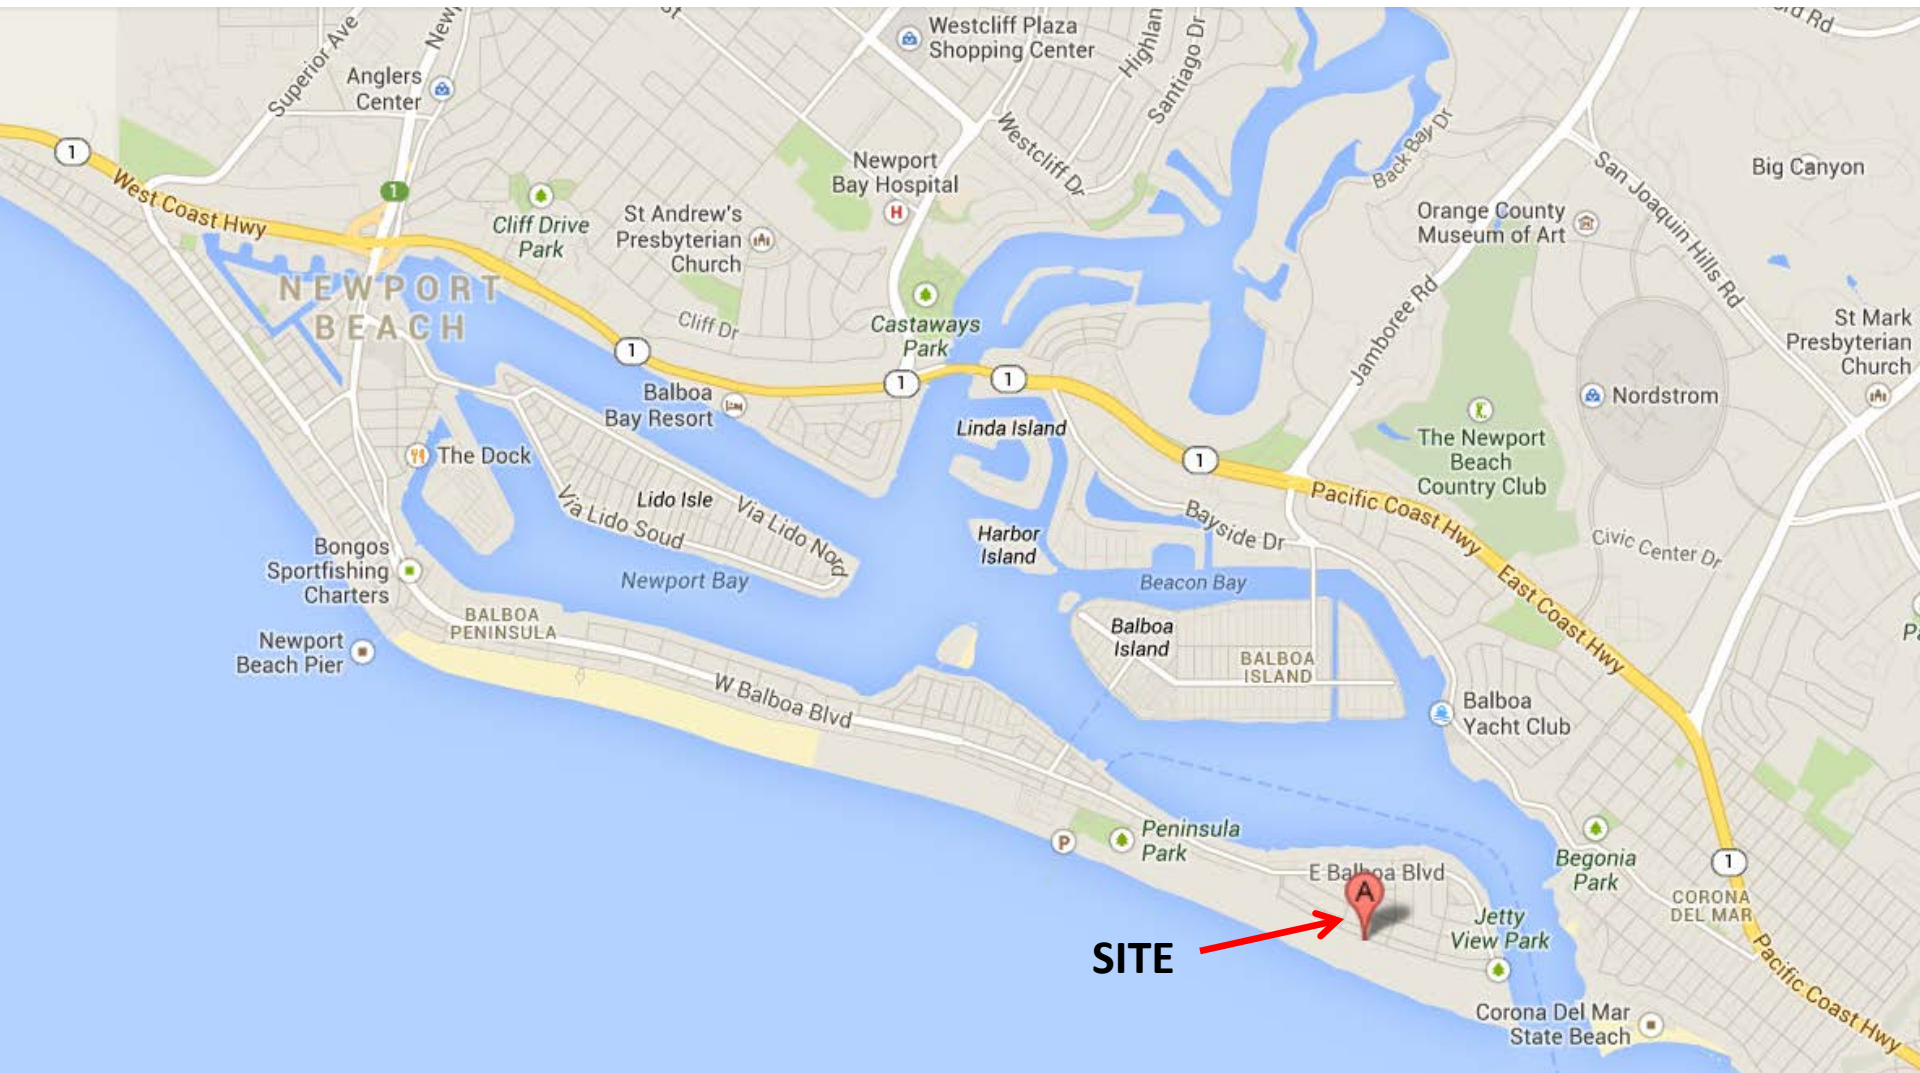 Westcliff Plaza
Shopping Center
Superior Ave
Anglers
Center
Santiago Dr
1
West Coast Hwy
1
Cliff Drive
Park
St Andrew's
Presbyterian
Church
Newport
Bay Hospital
H
Westcliff Dr
Back Bay Dr
Orange County
Museum of Art
San Joaquin Hills Rd
Big Canyon
NEWPORT
BEACH
Cliff Dr
Castaways
Park
Jamboree Rd
St Mark
Presbyterian
Church
1
1
1
Balboa
Bay Resort
Linda Island
Nordstrom
The Newport
Beach
Country Club
1
The Dock
Lido Isle
Via Lido Nord
Via Lido Soud
Pacific Coast Hwy
Bayside Dr
Harbor
Island
Civic Center Dr
Bongos
Sportfishing
Charters
Newport Bay
Beacon Bay
East Coast Hwy
BALBOA
PENINSULA
Newport
Beach Pier
Balboa
Island
BALBOA
ISLAND
W Balboa Blvd
Balboa
Yacht Club
P
Peninsula
Park
E Balboa Blvd
A
Begonia
Park
1
CORONA
DEL MAR
Jetty
View Park
SITE
Pacific Coast Hwy
Corona Del Mar
State Beach